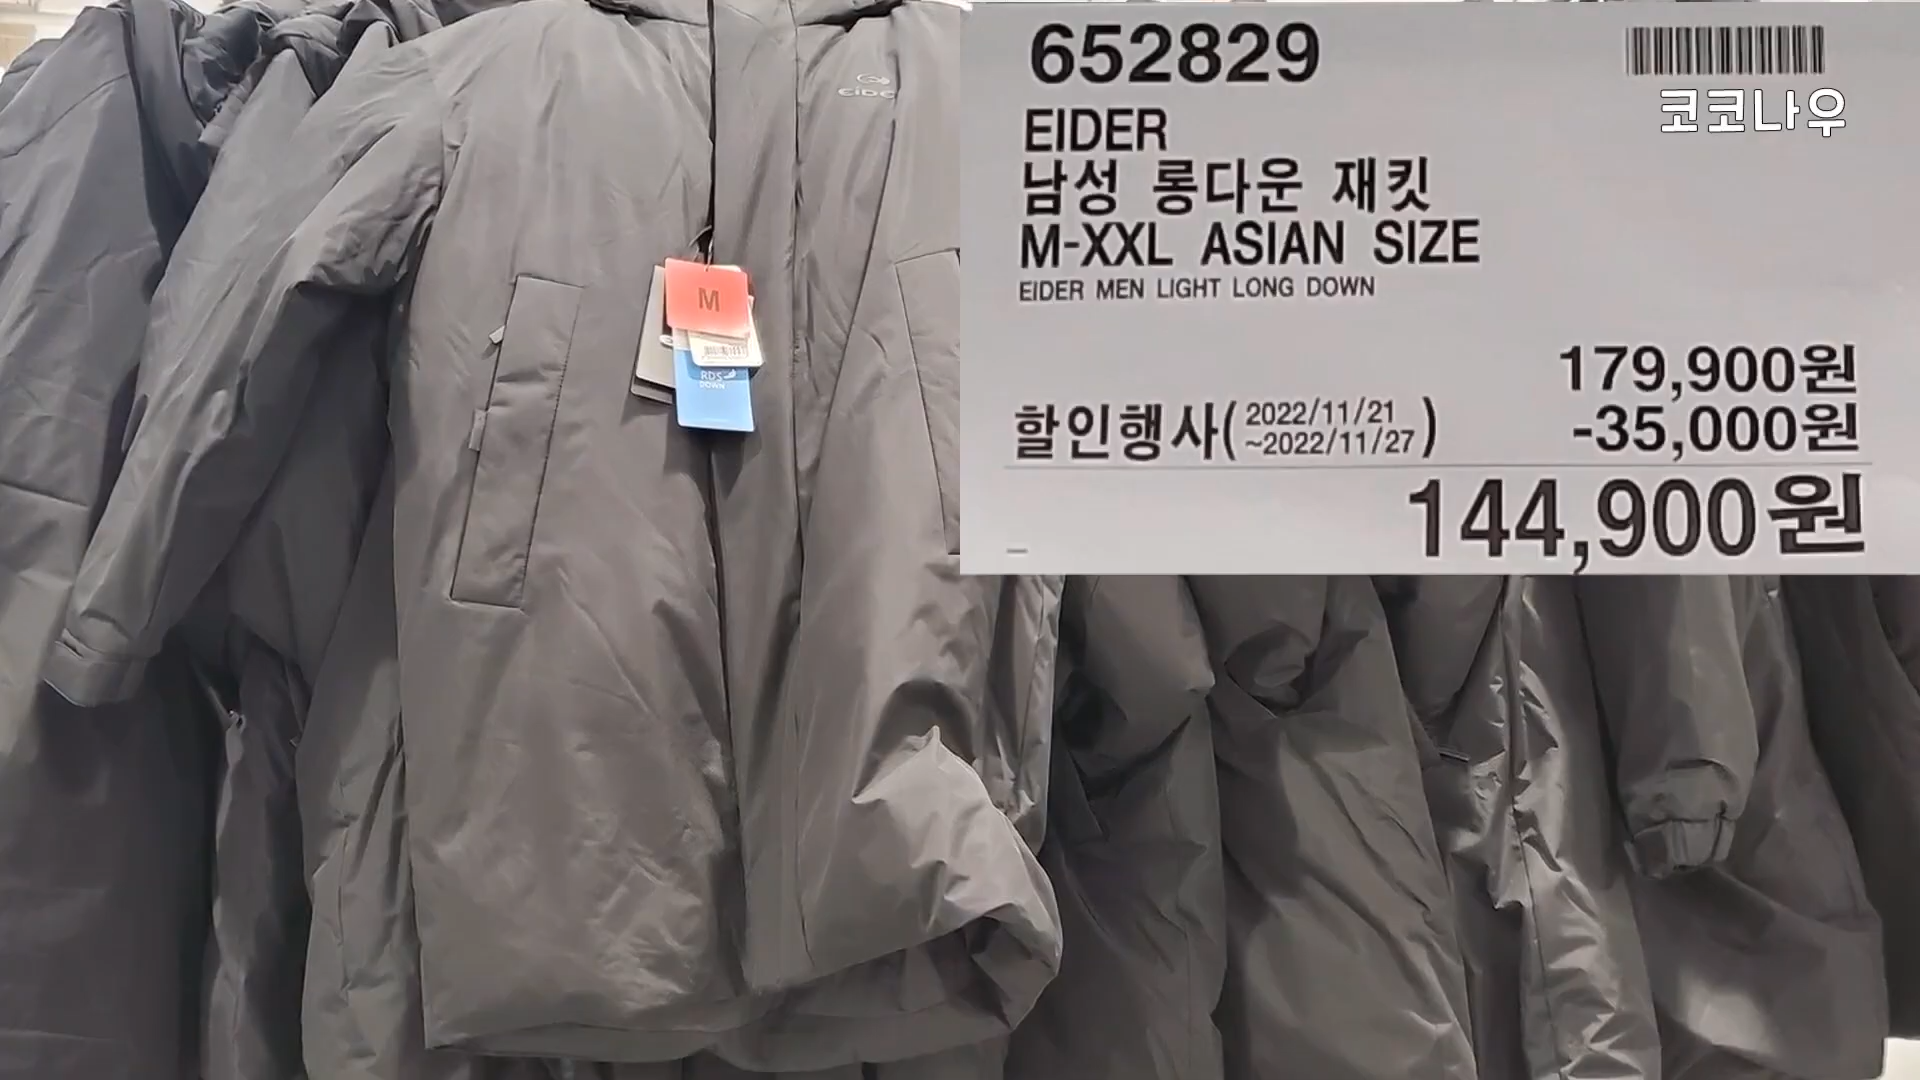 652829
코코나우
EIDER
남성 롱다운 재킷
M-XXL ASIAN SIZE
EIDER MEN LIGHT LONG DOWN
179,900원
할인행사( 2022/11/21 ~2022/11/27 ) -35,000원
144,900원
M
RDS
DOWN